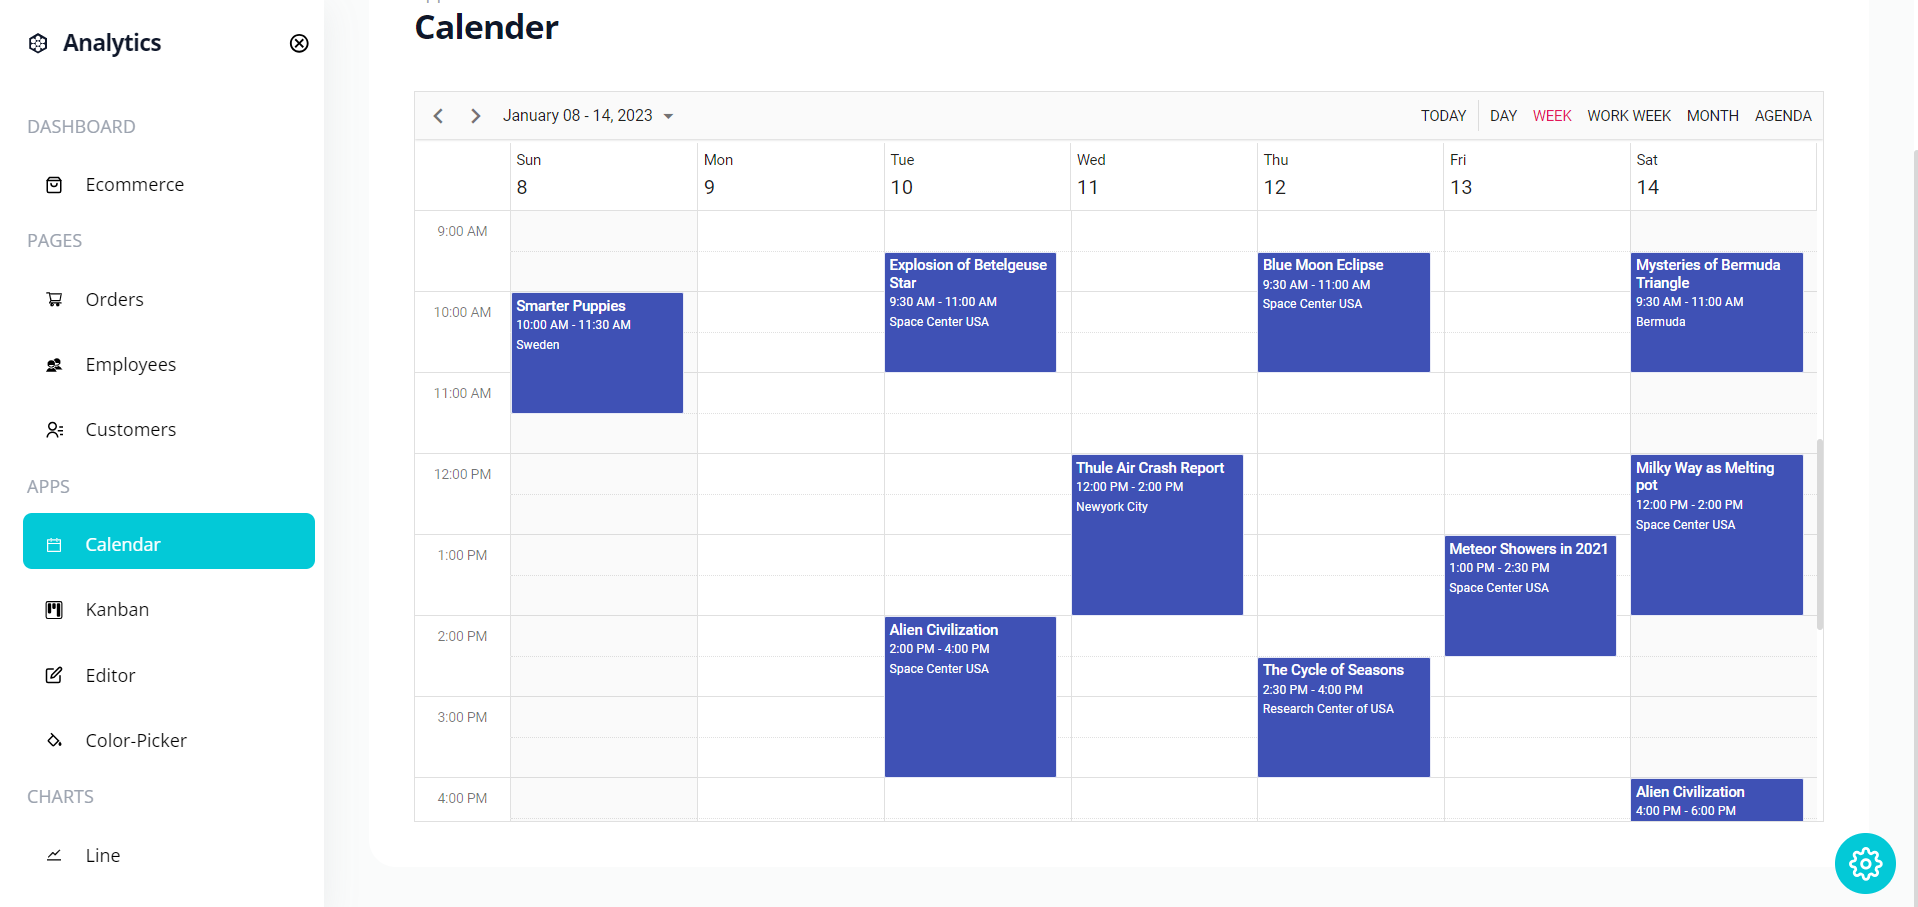 Analytics
DASHBOARD
Ecommerce
PAGES
Orders
Employees
Customers
APPS
Calendar
Kanban
Editor
Color-Picker
CHARTS
Line
Calender
January 08 - 14, 2023
TODAY DAY WEEK WORK WEEK MONTH AGENDA
Sun Mon Tue Wed Thu Fri Sat
8 9 10 11 12 13 14
9:00 AM
10:00 AM
11:00 AM
12:00 PM
1:00 PM
2:00 PM
3:00 PM
4:00 PM
Smarter Puppies
10:00 AM - 11:30 AM
Sweden
Explosion of Betelgeuse
Star
9:30 AM - 11:00 AM
Space Center USA
Alien Civilization
2:00 PM - 4:00 PM
Space Center USA
Thule Air Crash Report
12:00 PM - 2:00 PM
Newyork City
Blue Moon Eclipse
9:30 AM - 11:00 AM
Space Center USA
The Cycle of Seasons
2:30 PM - 4:00 PM
Research Center of USA
Meteor Showers in 2021
1:00 PM - 2:30 PM
Space Center USA
Mysteries of Bermuda
Triangle
9:30 AM - 11:00 AM
Bermuda
Milky Way as Melting
pot
12:00 PM - 2:00 PM
Space Center USA
Alien Civilization
4:00 PM - 6:00 PM